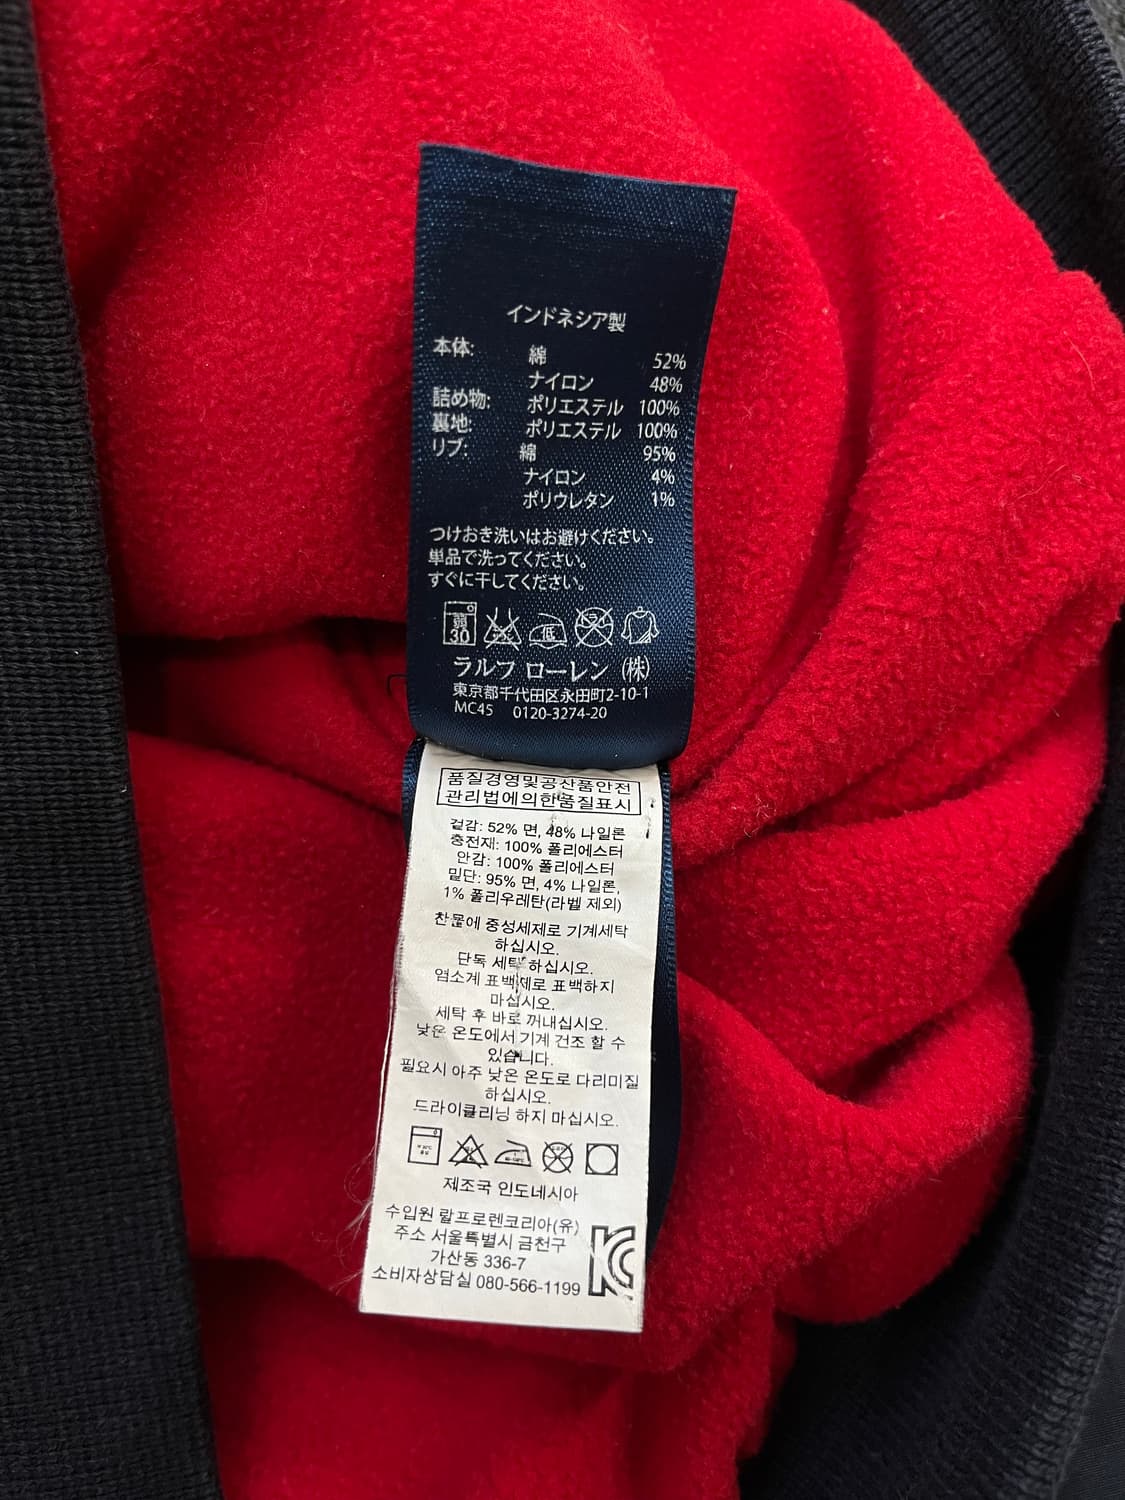 インドネシア製
本体: 綿 52%
ナイロン 48%
詰め物: ポリエステル 100%
裏地: ポリエステル 100%
リブ: 綿 95%
ナイロン 4%
ポリウレタン 1%
つけおき洗いはお避けください。
単品で洗ってください。
すぐに干してください。
弱 30 低
ラルフ ローレン (株)
東京都千代田区永田町2-10-1
MC45 0120-3274-20
품질경영및공산품안전
관리법에의한품질표시
겉감: 52% 면, 48% 나일론
충전재: 100% 폴리에스터
안감: 100% 폴리에스터
밑단: 95% 면, 4% 나일론,
1% 폴리우레탄(라벨 제외)
찬물에 중성세제로 기계세탁
하십시오.
단독 세탁 하십시오.
염소계 표백제로 표백하지
마십시오.
세탁 후 바로 꺼내십시오.
낮은 온도에서 기계 건조 할 수
있습니다.
필요시 아주 낮은 온도로 다리미질
하십시오.
드라이클리닝 하지 마십시오.
제조국 인도네시아
수입원 랄프로렌코리아(유)
주소 서울특별시 금천구
가산동 336-7
소비자상담실 080-566-1199